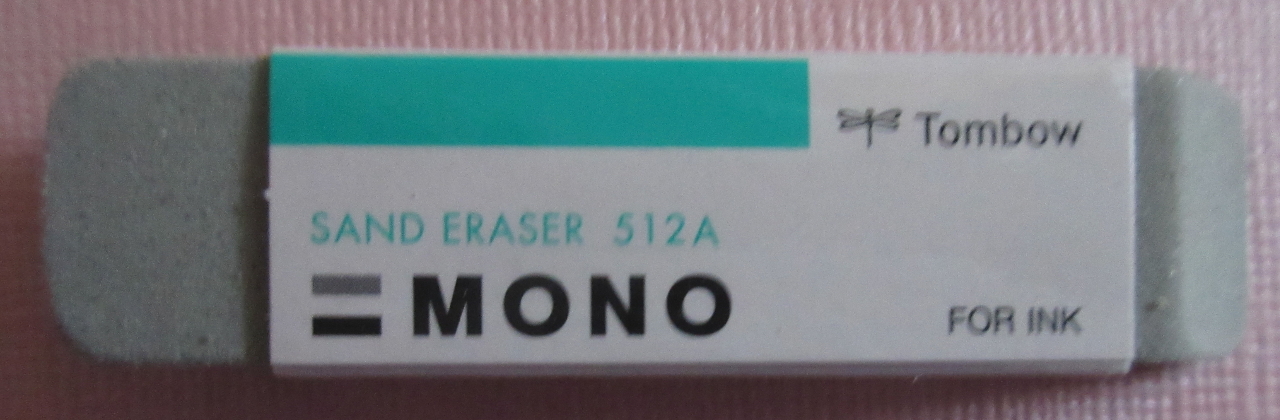 Tombow
SAND ERASER 512A
MONO
FOR INK